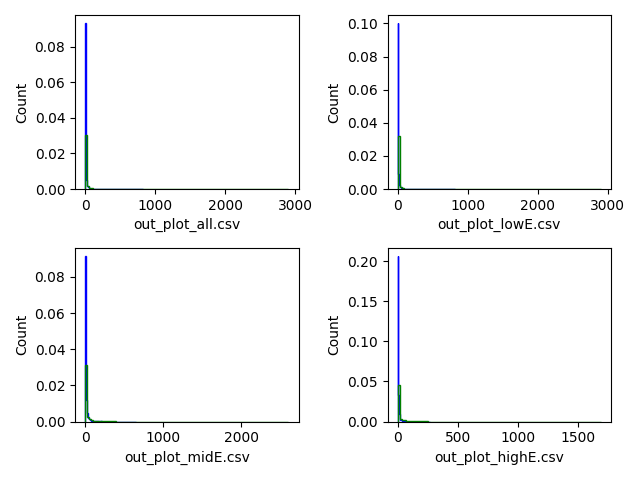 0.08
0.06
0.04
0.02
0.00
Count
0 1000 2000 3000
out_plot_all.csv
0.10
0.08
0.06
0.04
0.02
0.00
Count
0 1000 2000 3000
out_plot_lowE.csv
0.08
0.06
0.04
0.02
0.00
Count
0 1000 2000
out_plot_midE.csv
0.20
0.15
0.10
0.05
0.00
Count
0 500 1000 1500
out_plot_highE.csv